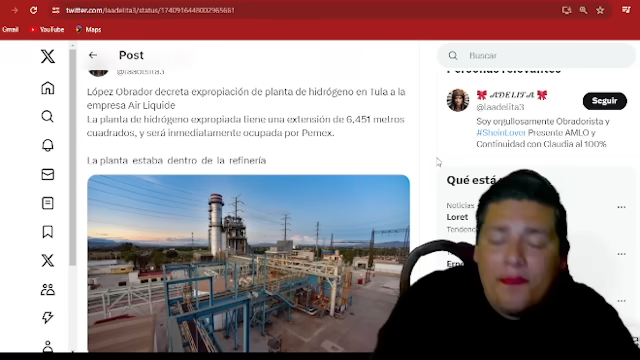 twitter.com/laadelita3/status/1740916448002965661
Gmail
YouTube
Maps
Post
Buscar
@laadelita3
López Obrador decreta expropiación de planta de hidrógeno en Tula a la
empresa Air Liquide
La planta de hidrógeno expropiada tiene una extensión de 6,451 metros
cuadrados, y será inmediatamente ocupada por Pemex.
La planta estaba dentro de la refinería
Personas relevantes
𝓐𝓓𝓔𝓛𝓘𝓣𝓐
@laadelita3
Seguir
Soy orgullosamente Obradorista y
#SheinLover Presente AMLO y
Continuidad con Claudia al 100%
Qué está
Noticias
Loret